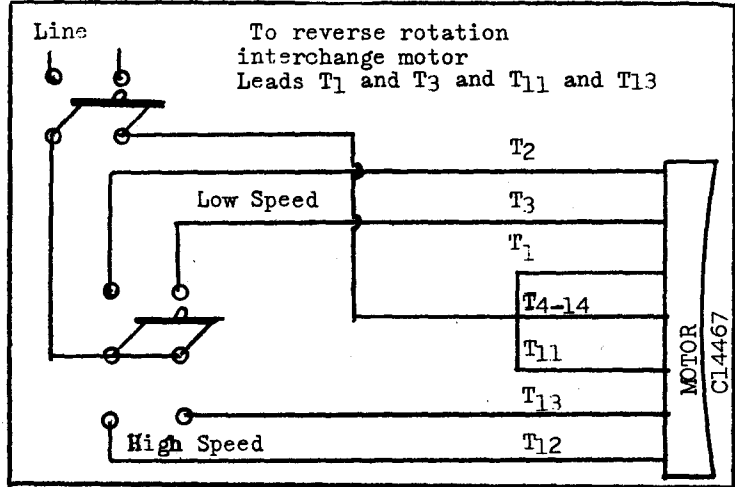 Line
To reverse rotation
interchange motor
Leads T1 and T3 and T11 and T13
T2
Low Speed
T3
T1
T4-14
T11
T13
High Speed
T12
MOTOR
C14467